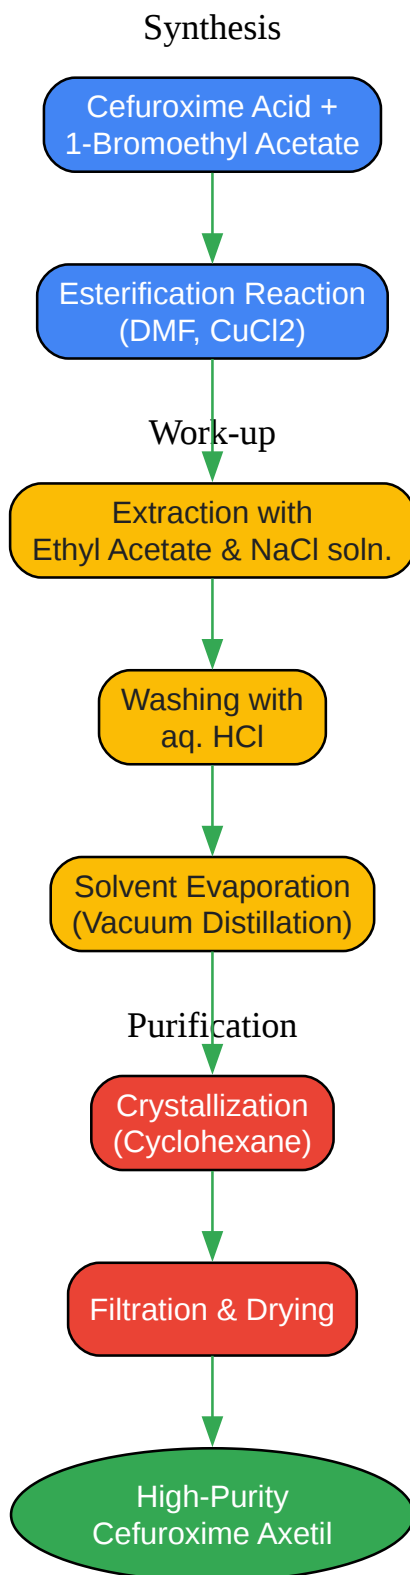 Synthesis
Cefuroxime Acid +
1-Bromoethyl Acetate
Esterification Reaction
(DMF, CuCl2)
Work-up
Extraction with
Ethyl Acetate & NaCl soln.
Washing with
aq. HCl
Solvent Evaporation
(Vacuum Distillation)
Purification
Crystallization
(Cyclohexane)
Filtration & Drying
High-Purity
Cefuroxime Axetil